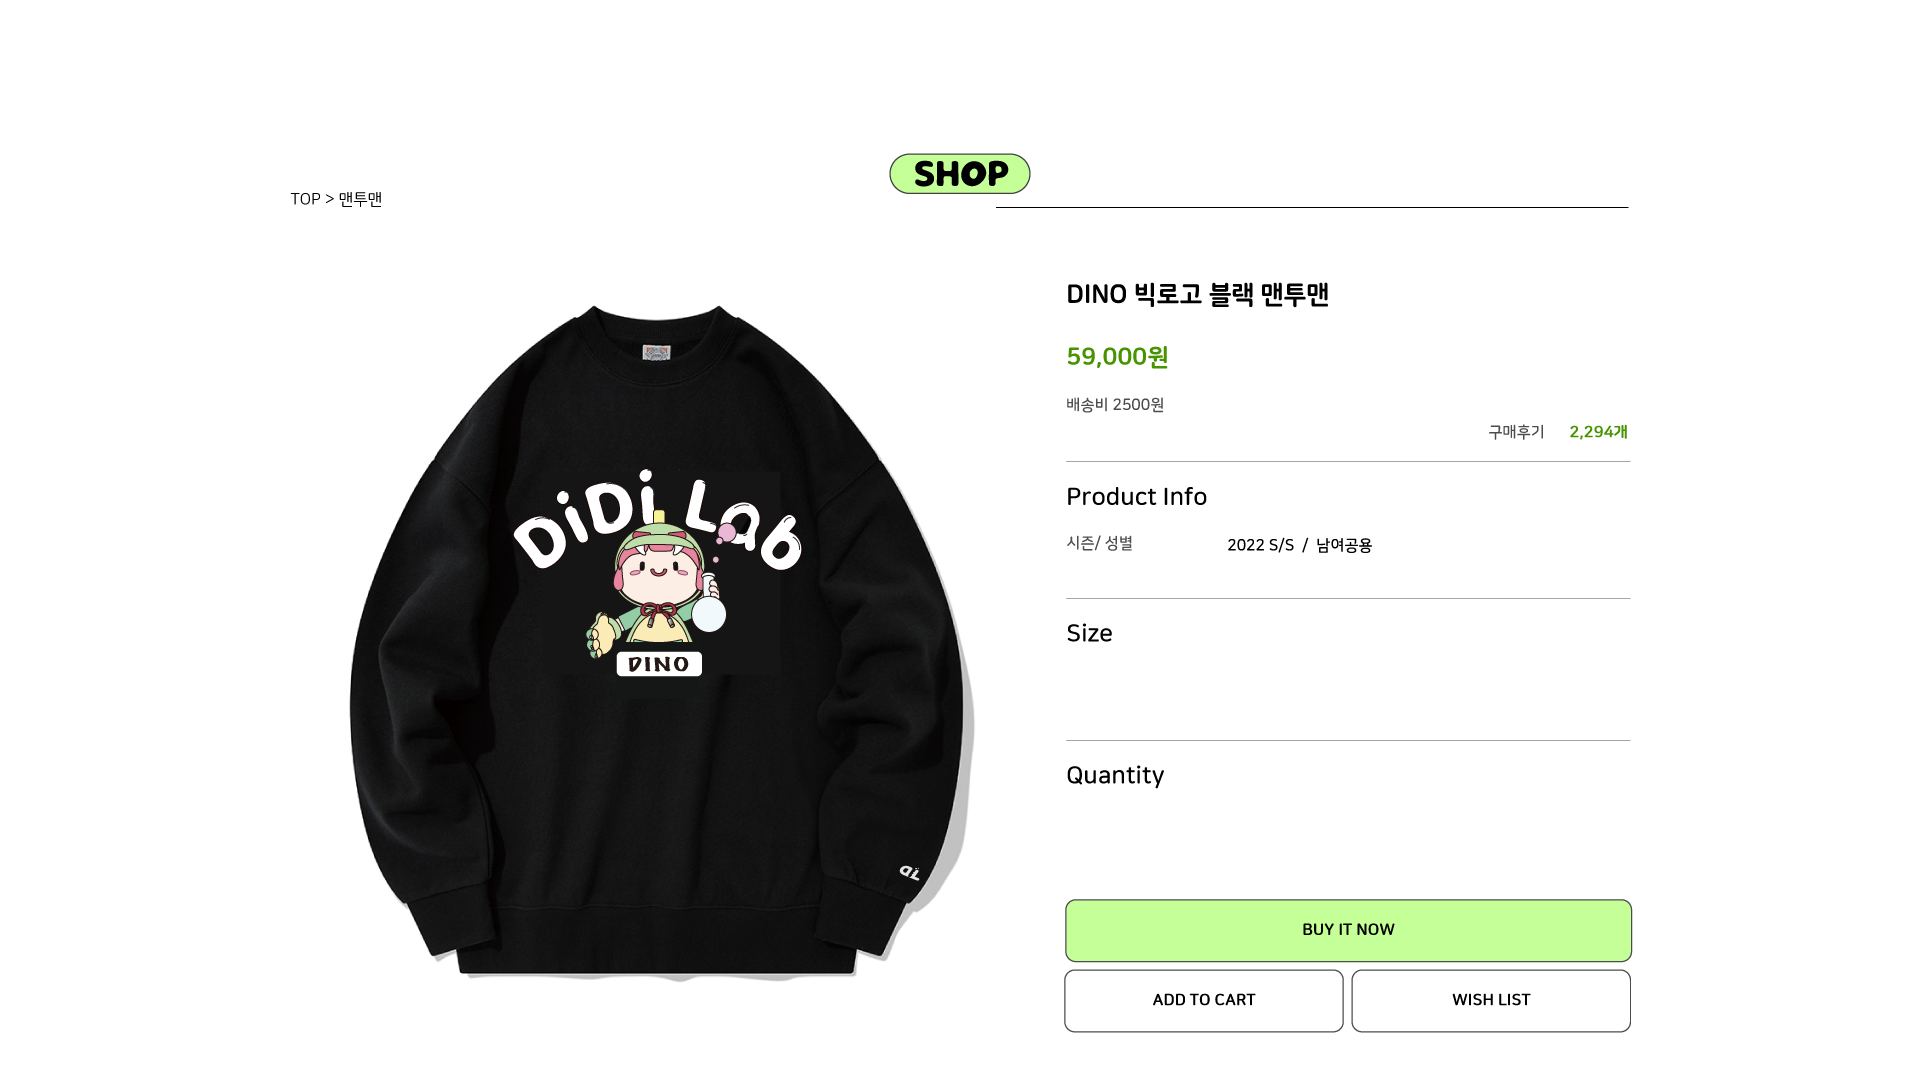 SHOP
TOP > 맨투맨
DINO 빅로고 블랙 맨투맨
59,000원
배송비 2500원
구매후기 2,294개
Product Info
시즌/ 성별 2022 S/S / 남여공용
Size
Quantity
BUY IT NOW
ADD TO CART WISH LIST
DiDi Lab
DINO